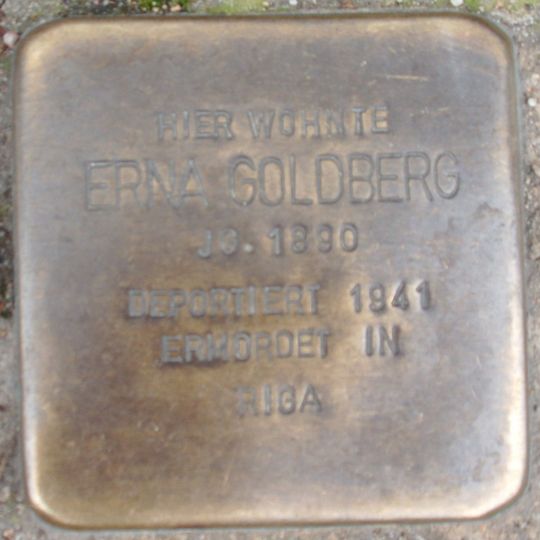 HIER WOHNTE
ERNA GOLDBERG
JG. 1890
DEPORTIERT 1941
ERMORDET IN
RIGA